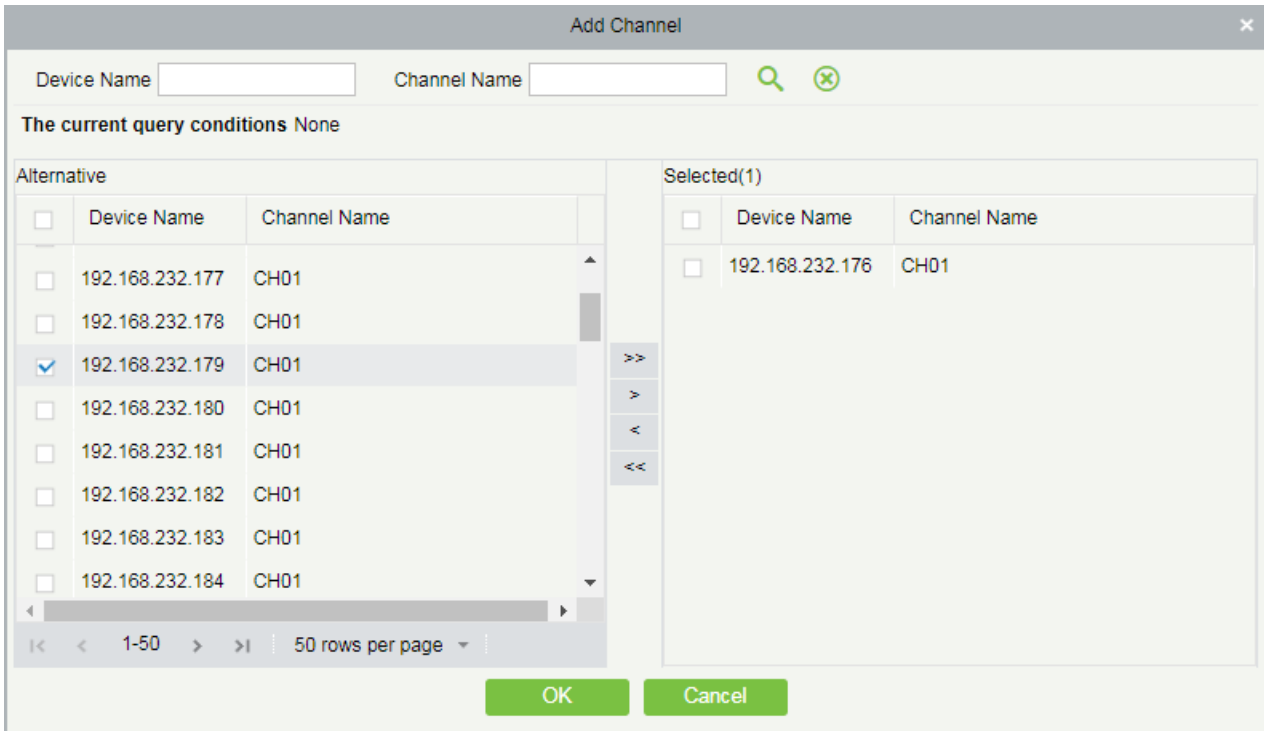 Add Channel ×
Device Name Channel Name
The current query conditions None
Alternative
Device Name Channel Name
192.168.232.177 CH01
192.168.232.178 CH01
192.168.232.179 CH01
192.168.232.180 CH01
192.168.232.181 CH01
192.168.232.182 CH01
192.168.232.183 CH01
192.168.232.184 CH01
1-50 50 rows per page
>>
>
<
<<
Selected(1)
Device Name Channel Name
192.168.232.176 CH01
OK Cancel